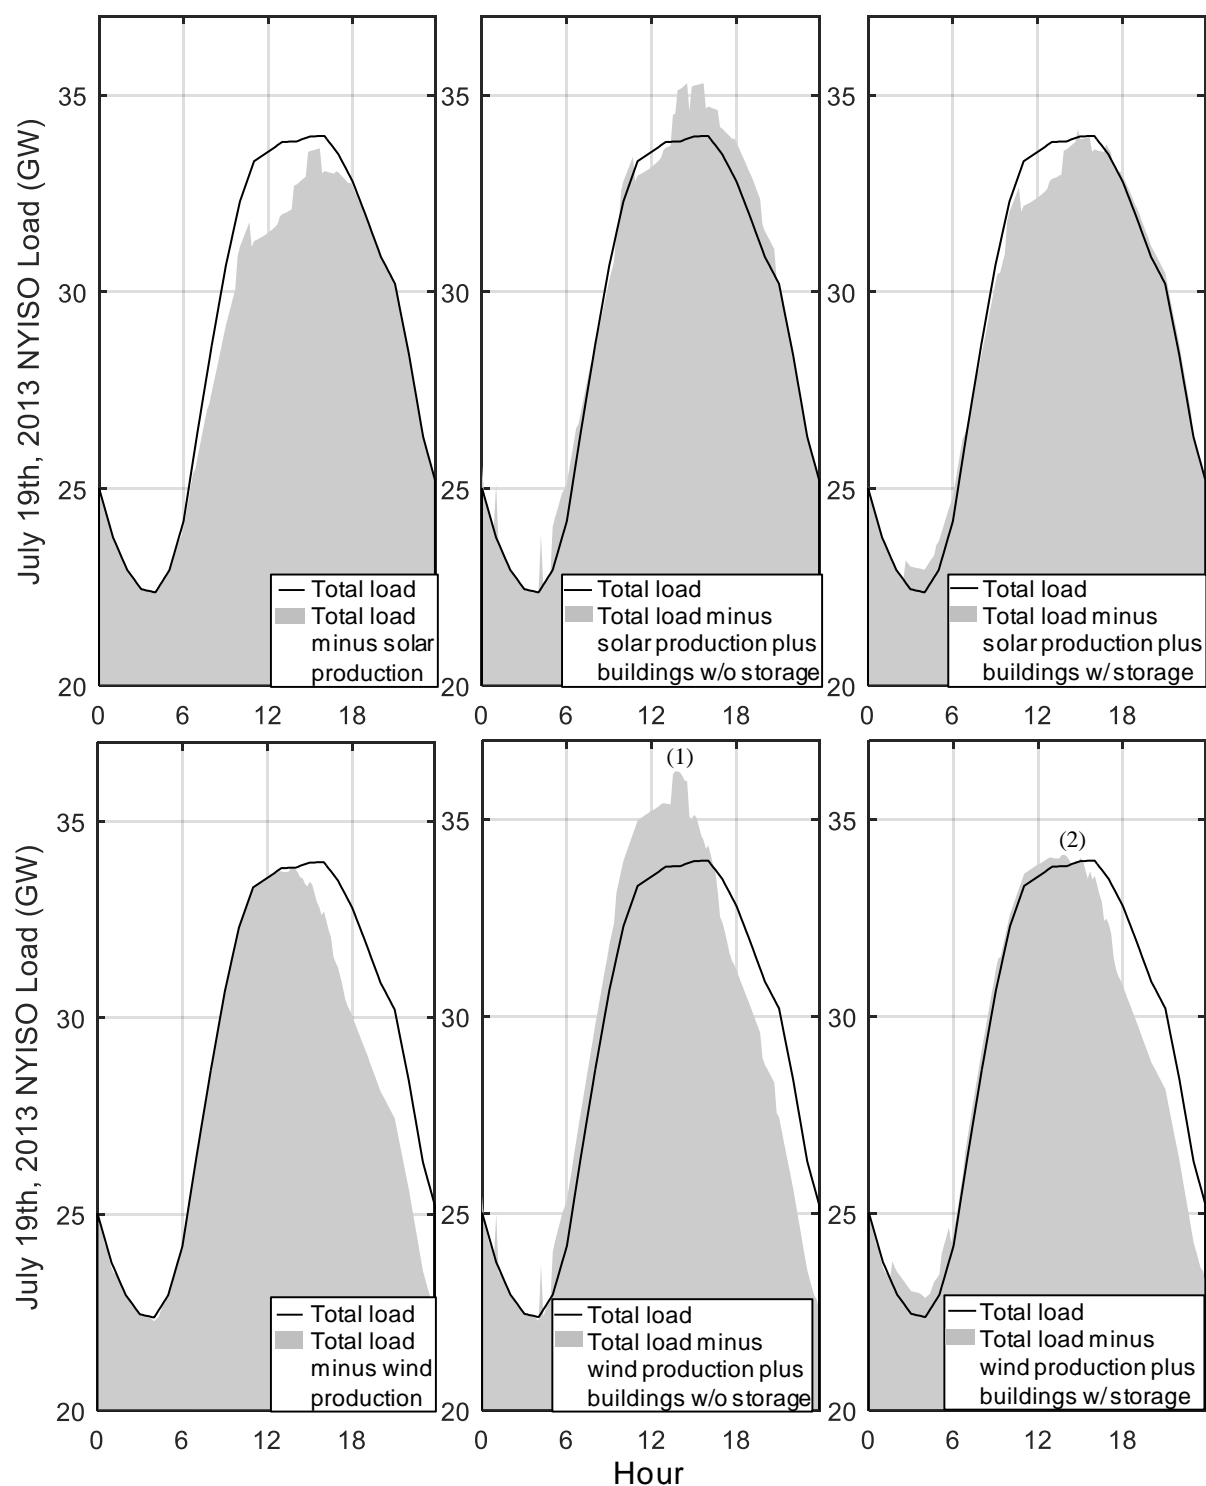 July 19th, 2013 NYISO Load (GW)
35
30
25
20
0
6
12
18
Total load
Total load
minus solar
production
35
30
25
20
0
6
12
18
Total load
Total load minus
solar production plus
buildings w/o storage
35
30
25
20
0
6
12
18
Total load
Total load minus
solar production plus
buildings w/ storage
July 19th, 2013 NYISO Load (GW)
35
30
25
20
0
6
12
18
Total load
Total load
minus wind
production
(1)
35
30
25
20
0
6
12
18
Total load
Total load minus
wind production plus
buildings w/o storage
(2)
35
30
25
20
0
6
12
18
Total load
Total load minus
wind production plus
buildings w/ storage
Hour